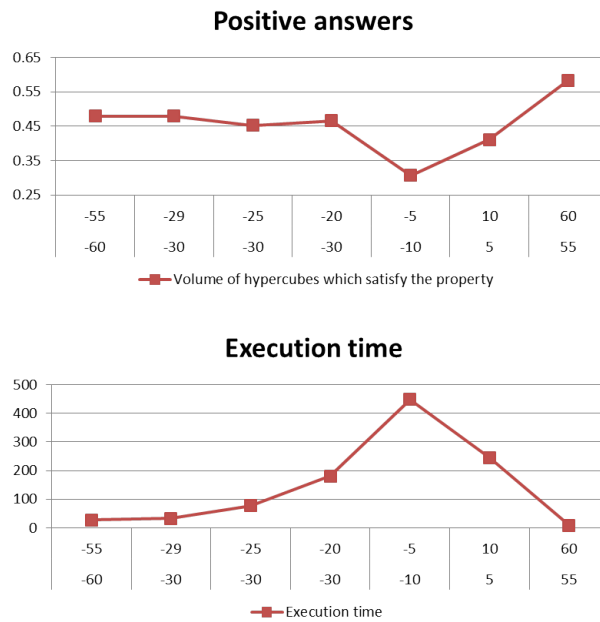 Positive answers
0.65
0.55
0.45
0.35
0.25
-55 -29 -25 -20 -5 10 60
-60 -30 -30 -30 -10 5 55
Volume of hypercubes which satisfy the property
Execution time
500
400
300
200
100
0
-55 -29 -25 -20 -5 10 60
-60 -30 -30 -30 -10 5 55
Execution time